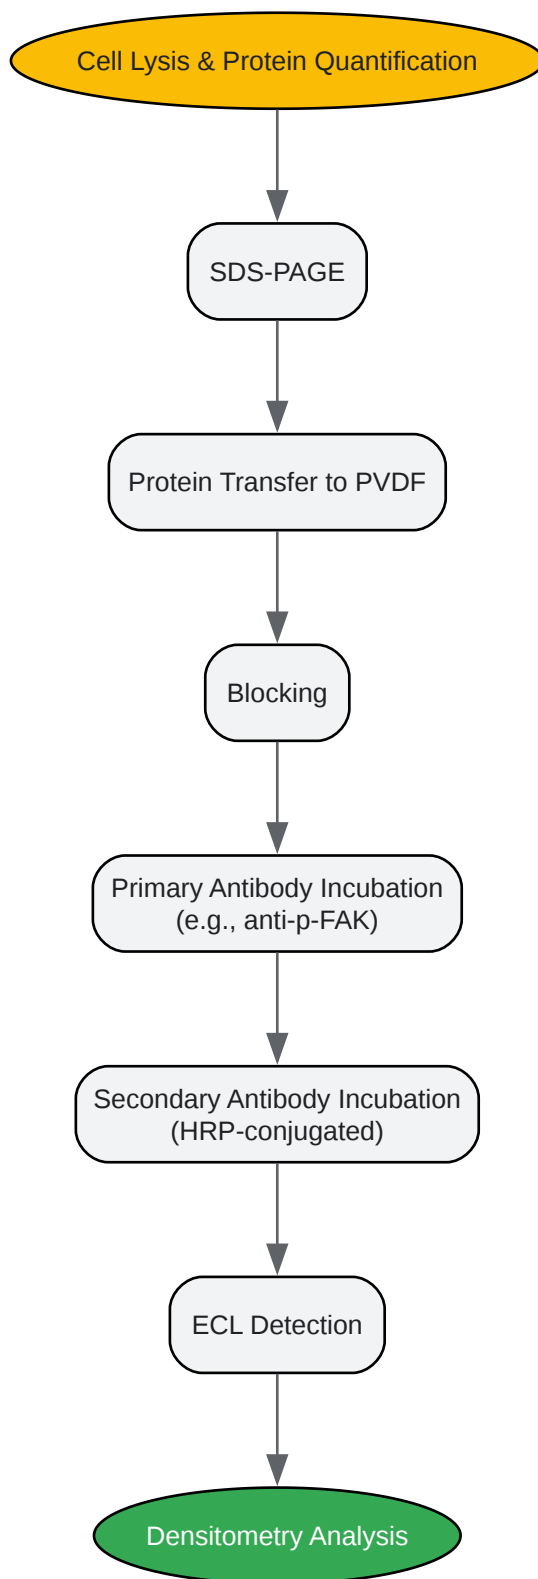 Cell Lysis & Protein Quantification
SDS-PAGE
Protein Transfer to PVDF
Blocking
Primary Antibody Incubation
(e.g., anti-p-FAK)
Secondary Antibody Incubation
(HRP-conjugated)
ECL Detection
Densitometry Analysis